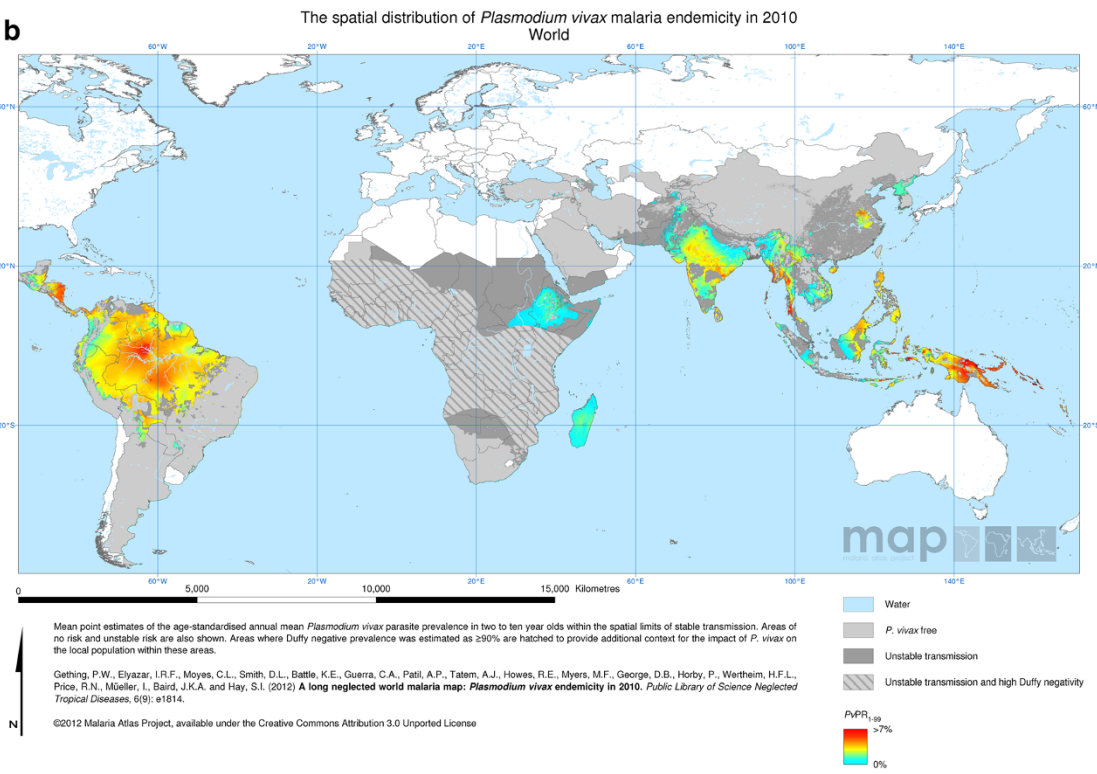 b
The spatial distribution of Plasmodium vivax malaria endemicity in 2010
World
60°W 20°W 20°E 60°E 100°E 140°E
20°N
20°N
60°W 20°W 20°E 60°E 100°E 140°E
map
malaria atlas project
0 5,000 10,000 15,000 Kilometres
N
Mean point estimates of the age-standardised annual mean Plasmodium vivax parasite prevalence in two to ten year olds within the spatial limits of stable transmission. Areas of
no risk and unstable risk are also shown. Areas where Duffy negative prevalence was estimated as ≥90% are hatched to provide additional context for the impact of P. vivax on
the local population within these areas.
Gething, P.W., Elyazar, I.R.F., Moyes, C.L., Smith, D.L., Battle, K.E., Guerra, C.A., Patil, A.P., Tatem, A.J., Howes, R.E., Myers, M.F., George, D.B., Horby, P., Wertheim, H.F.L.,
Price, R.N., Müeller, I., Baird, J.K.A. and Hay, S.I. (2012) A long neglected world malaria map: Plasmodium vivax endemicity in 2010. Public Library of Science Neglected
Tropical Diseases, 6(9): e1814.
©2012 Malaria Atlas Project, available under the Creative Commons Attribution 3.0 Unported License
Water
P. vivax free
Unstable transmission
Unstable transmission and high Duffy negativity
PvPR1-99
>7%
0%